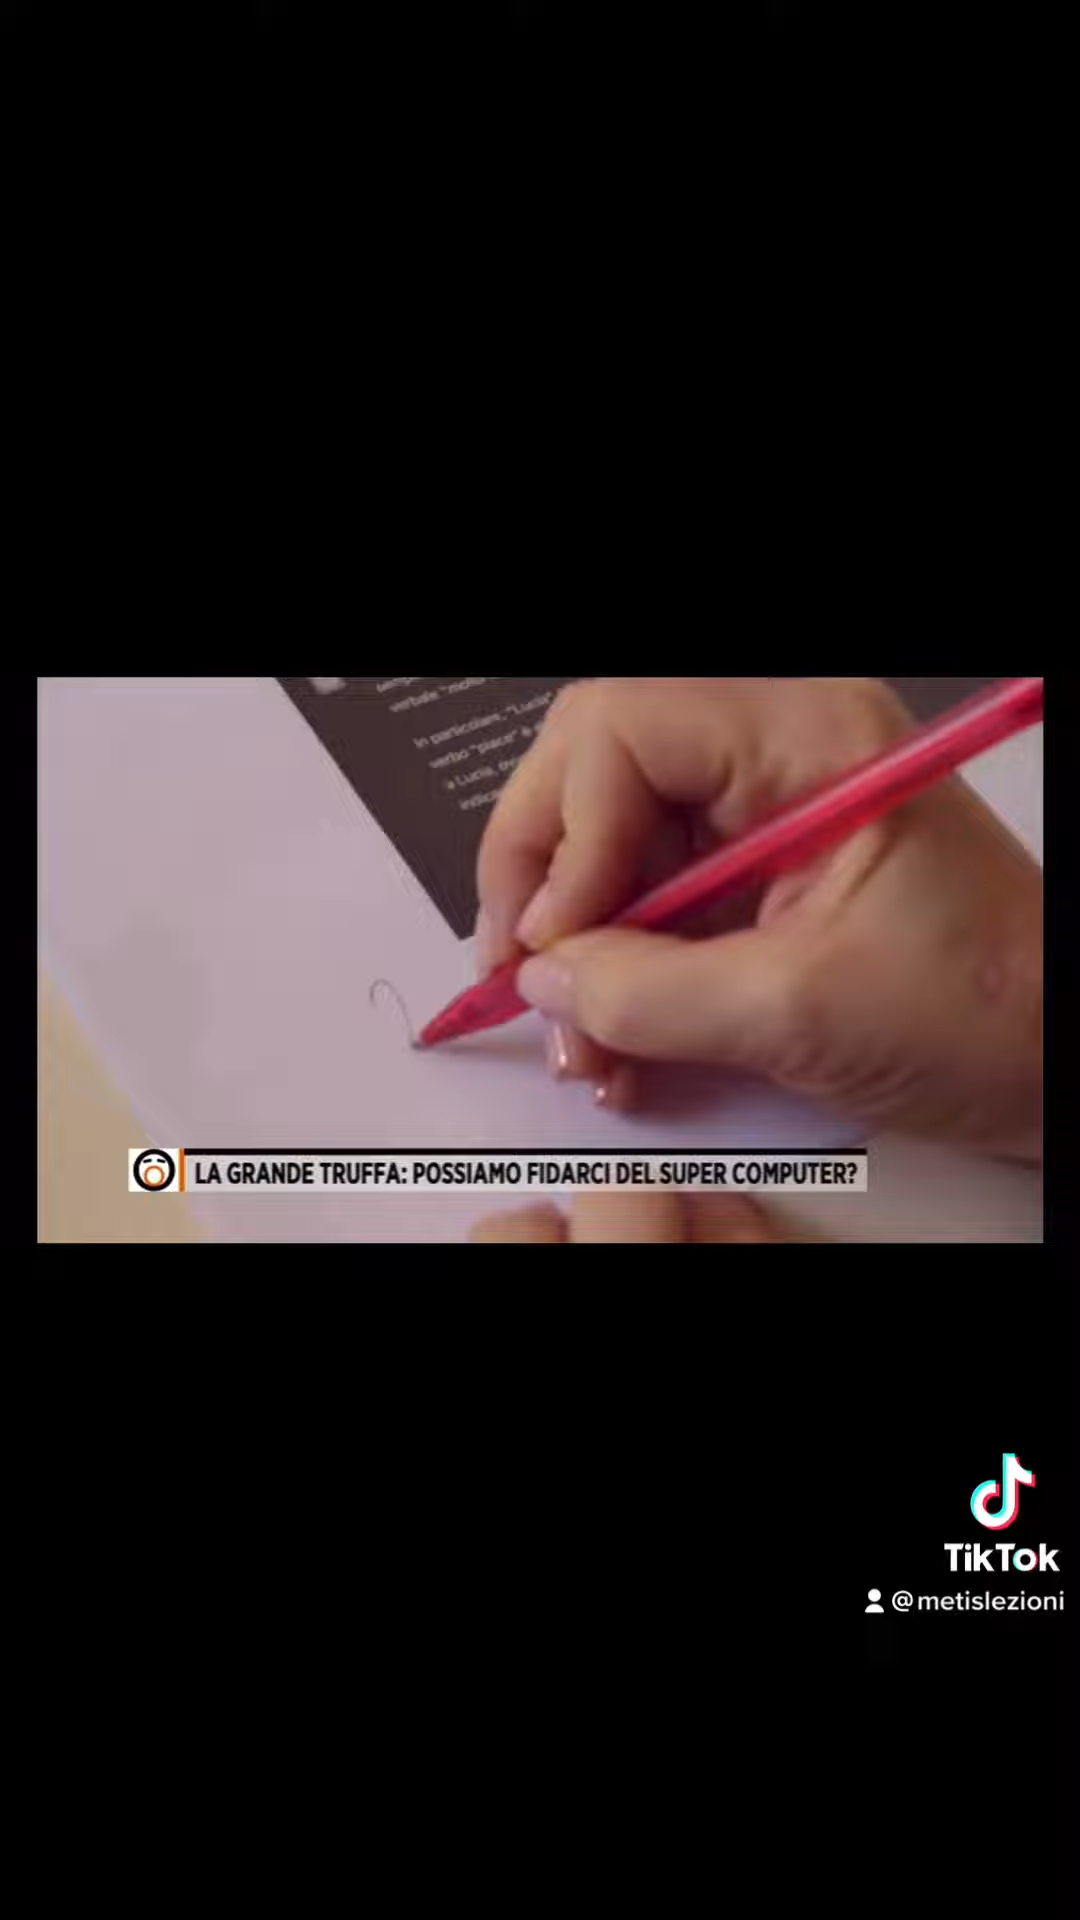 verbale "molto
In particolare, "Lucia"
verbo "piace" è
a Lucia,
LA GRANDE TRUFFA: POSSIAMO FIDARCI DEL SUPER COMPUTER?
TikTok
@metislezioni